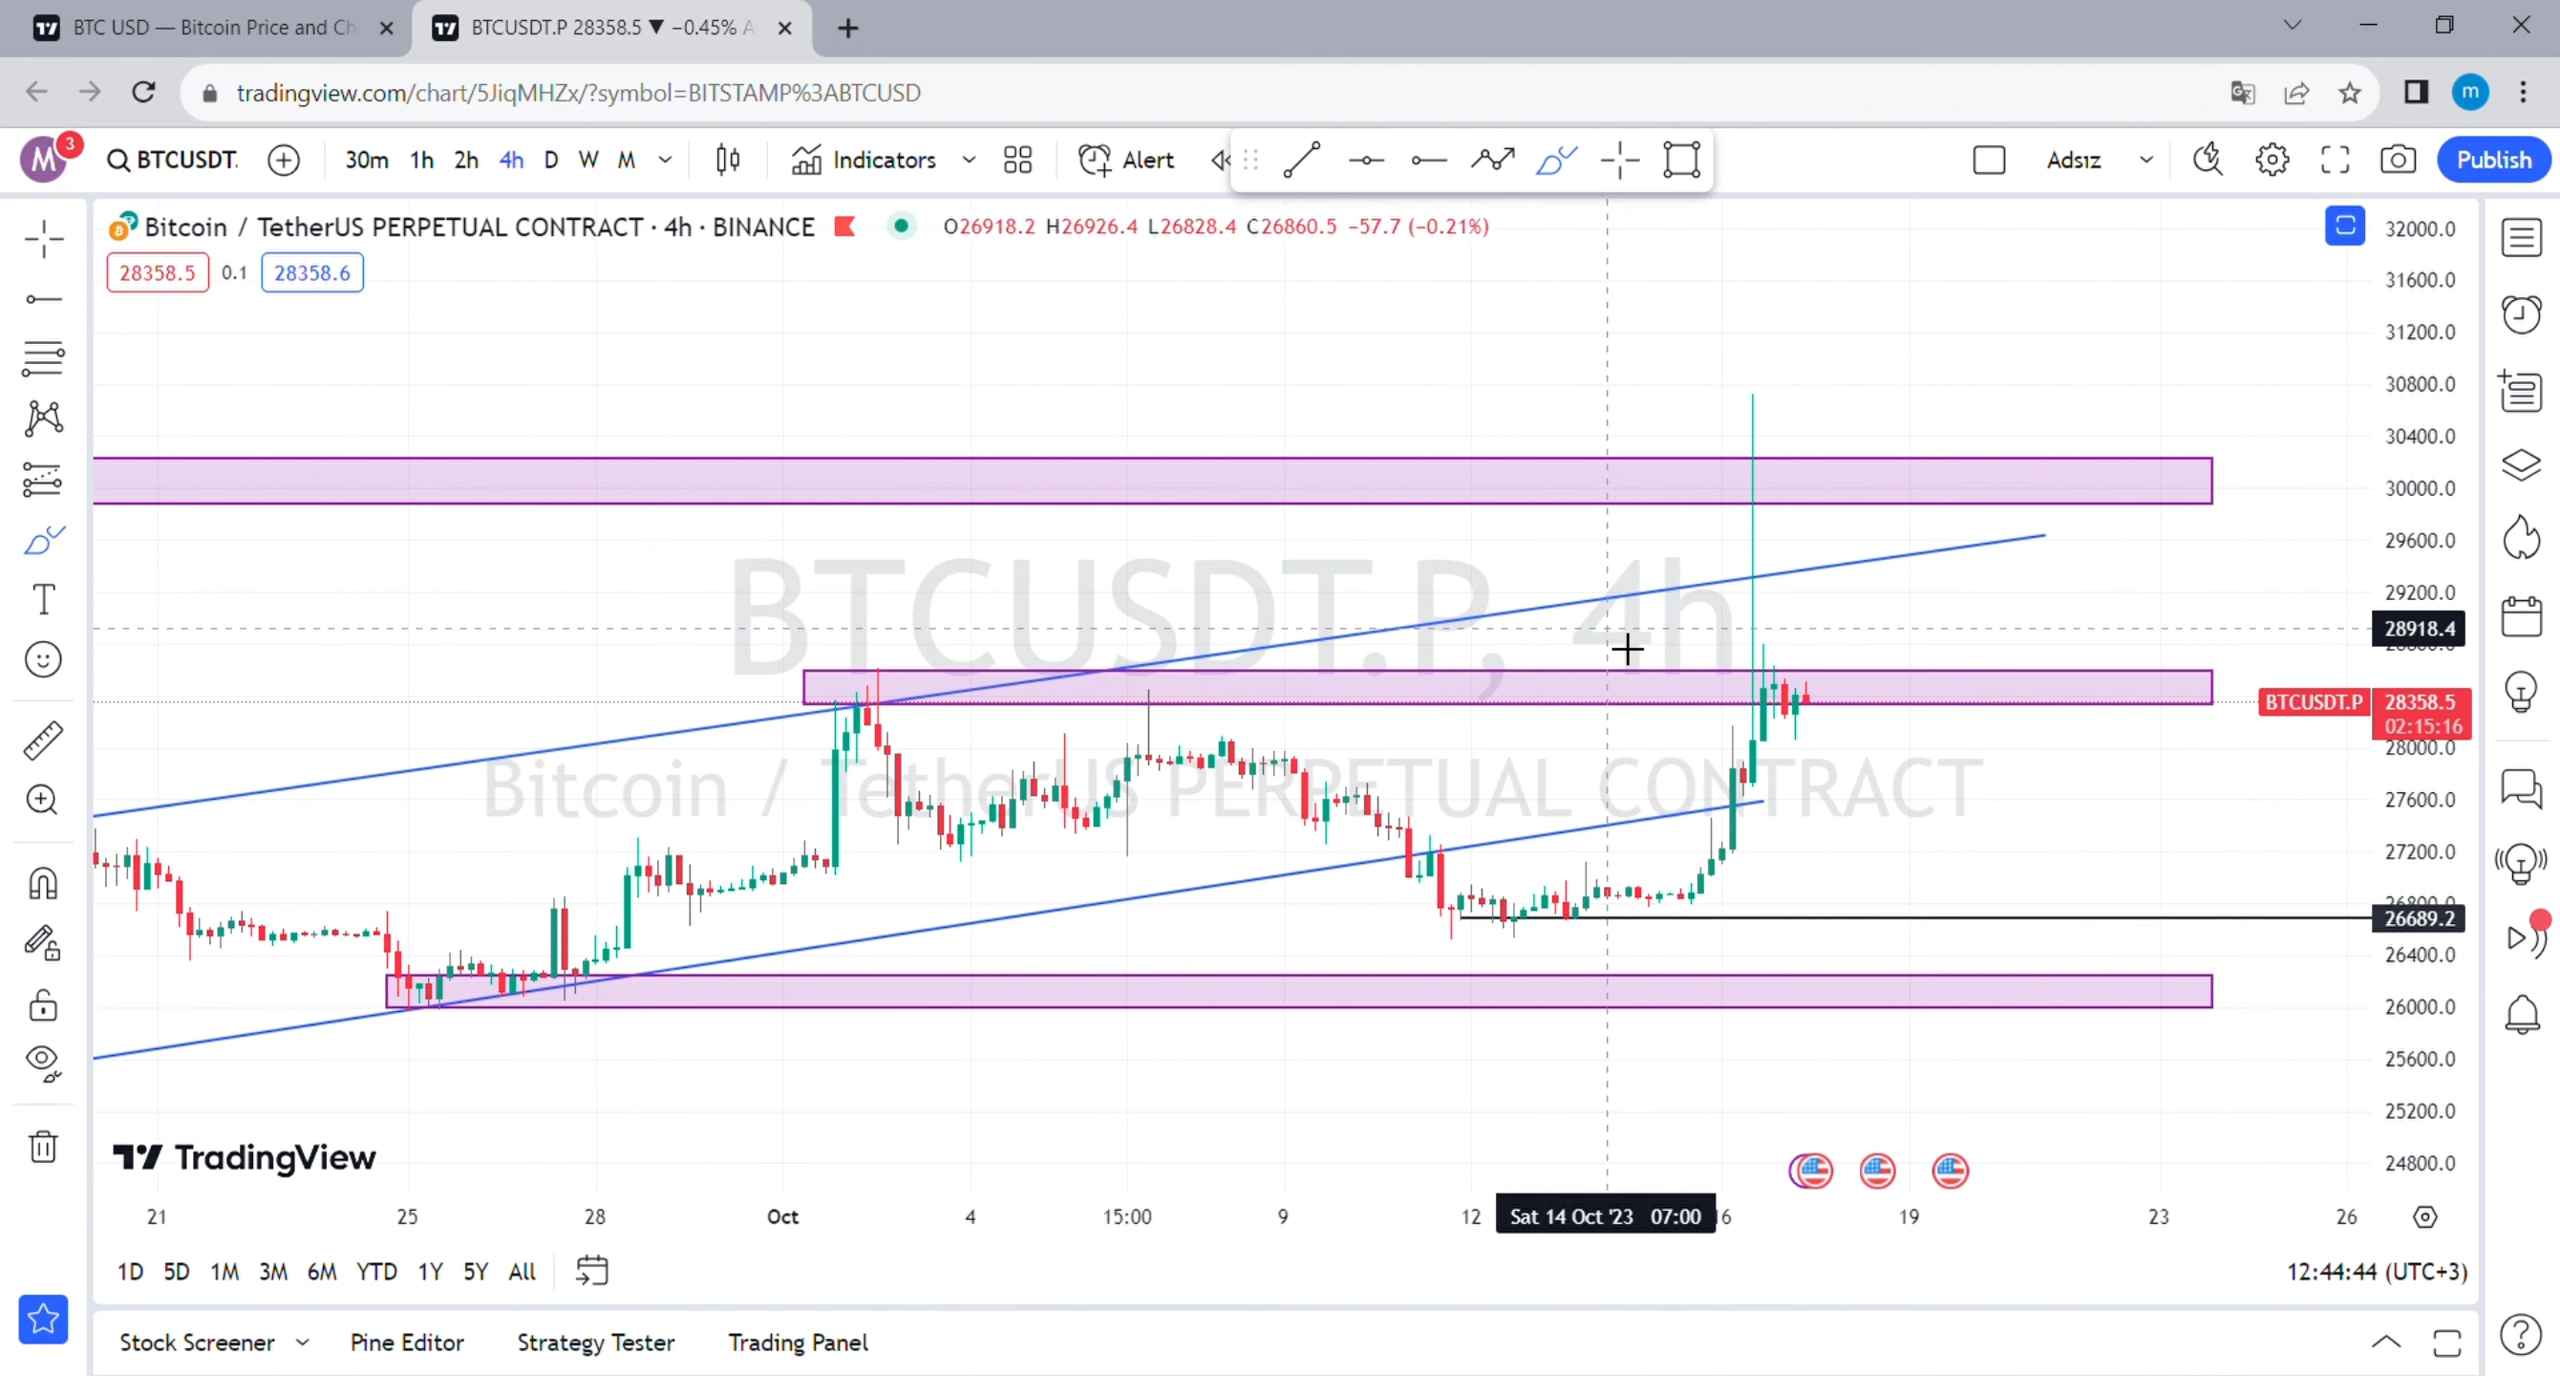 BTC USD — Bitcoin Price and Ch
BTCUSDT.P 28358.5 ▼ −0.45% A
tradingview.com/chart/5JiqMHZx/?symbol=BITSTAMP%3ABTCUSD
m
M 3 BTCUSDT. 30m 1h 2h 4h D W M Indicators Alert Adsız Publish
Bitcoin / TetherUS PERPETUAL CONTRACT · 4h · BINANCE O26918.2 H26926.4 L26828.4 C26860.5 −57.7 (−0.21%)
28358.5 0.1 28358.6
32000.0
31600.0
31200.0
30800.0
30400.0
30000.0
29600.0
29200.0
28918.4
BTCUSDT.P 28358.5
02:15:16
28000.0
27600.0
27200.0
26689.2
26400.0
26000.0
25600.0
25200.0
24800.0
BTCUSDT.P, 4h
Bitcoin / TetherUS PERPETUAL CONTRACT
TradingView
21 25 28 Oct 4 15:00 9 12 Sat 14 Oct '23 07:00 16 19 23 26
1D 5D 1M 3M 6M YTD 1Y 5Y All 12:44:44 (UTC+3)
Stock Screener Pine Editor Strategy Tester Trading Panel